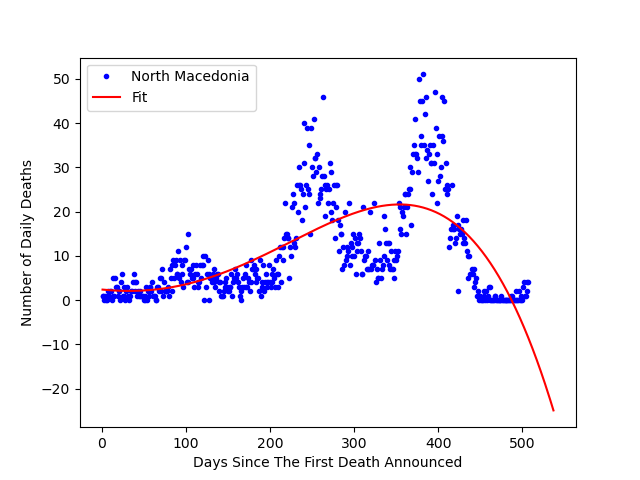 North Macedonia
Fit
50
40
30
20
10
0
−10
−20
Number of Daily Deaths
0 100 200 300 400 500
Days Since The First Death Announced